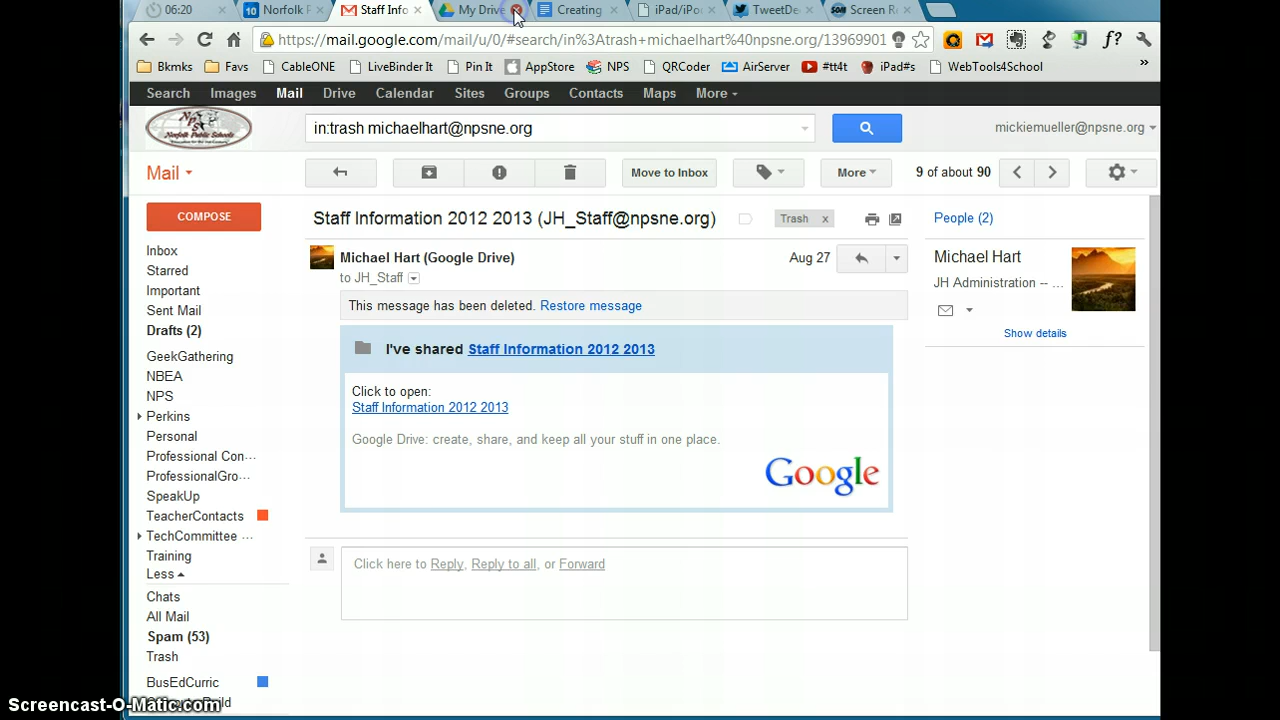 06:20
10 Norfolk P
Staff Info
My Drive
Creating
iPad/iPo
TweetDe
Screen R
https://mail.google.com/mail/u/0/#search/in%3Atrash+michaelhart%40npsne.org/13969901
f?
Bkmks
Favs
CableONE
LiveBinder It
Pin It
AppStore
NPS
QRCoder
AirServer
#tt4t
iPad#s
WebTools4School
»
Search Images Mail Drive Calendar Sites Groups Contacts Maps More
NPS
Norfolk Public Schools
in:trash michaelhart@npsne.org
mickiemueller@npsne.org
Mail
Move to Inbox
More
9 of about 90
COMPOSE
Inbox
Starred
Important
Sent Mail
Drafts (2)
GeekGathering
NBEA
NPS
Perkins
Personal
Professional Con...
ProfessionalGro...
SpeakUp
TeacherContacts
TechCommittee ...
Training
Less
Chats
All Mail
Spam (53)
Trash
BusEdCurric
Staff Information 2012 2013 (JH_Staff@npsne.org)
Trash x
Michael Hart (Google Drive)
Aug 27
to JH_Staff
This message has been deleted. Restore message
I've shared Staff Information 2012 2013
Click to open:
Staff Information 2012 2013
Google Drive: create, share, and keep all your stuff in one place.
Google
Click here to Reply, Reply to all, or Forward
People (2)
Michael Hart
JH Administration -- ...
Show details
Screencast-O-Matic.com